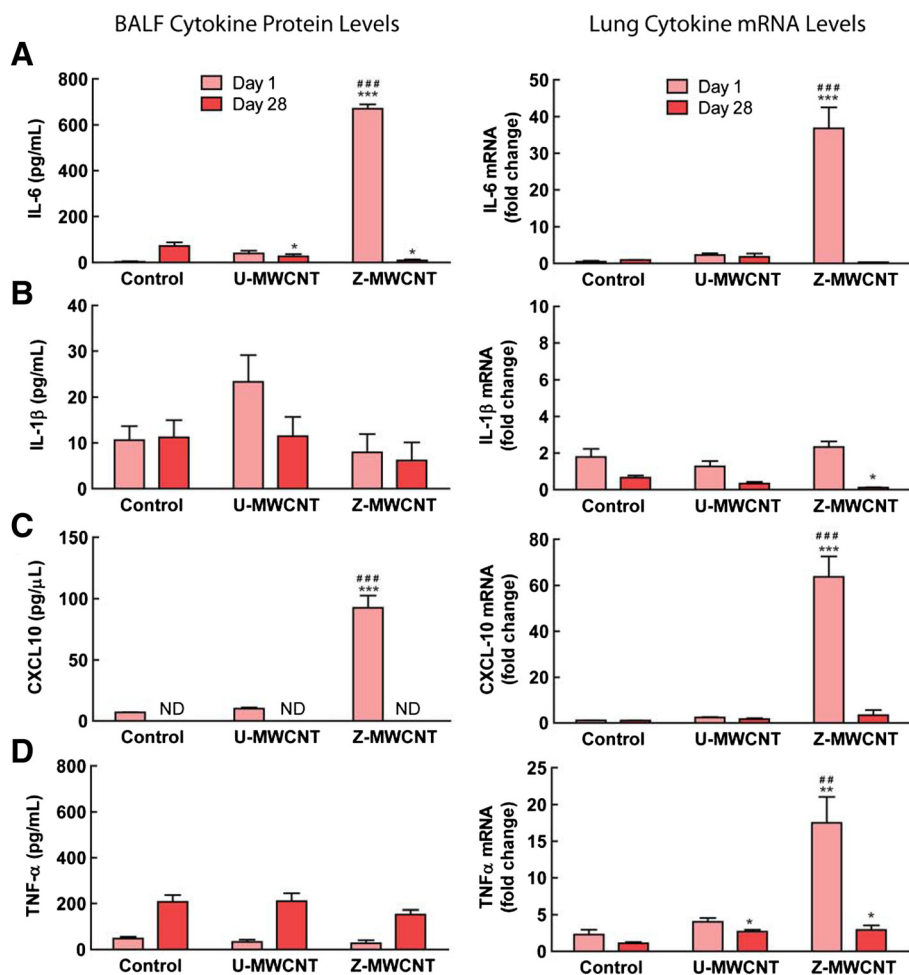 BALF Cytokine Protein Levels
Lung Cytokine mRNA Levels
A
IL-6 (pg/mL)
800
600
400
200
0
Day 1
Day 28
###
***
*
*
Control
U-MWCNT
Z-MWCNT
IL-6 mRNA
(fold change)
50
40
30
20
10
0
Day 1
Day 28
###
***
Control
U-MWCNT
Z-MWCNT
B
IL-1β (pg/mL)
40
30
20
10
0
Control
U-MWCNT
Z-MWCNT
IL-1β mRNA
(fold change)
10
8
6
4
2
0
*
Control
U-MWCNT
Z-MWCNT
C
CXCL10 (pg/μL)
150
100
50
0
###
***
ND
ND
ND
Control
U-MWCNT
Z-MWCNT
CXCL-10 mRNA
(fold change)
80
60
40
20
0
###
***
Control
U-MWCNT
Z-MWCNT
D
TNF-α (pg/mL)
800
600
400
200
0
Control
U-MWCNT
Z-MWCNT
TNFα mRNA
(fold change)
25
20
15
10
5
0
##
**
*
*
Control
U-MWCNT
Z-MWCNT